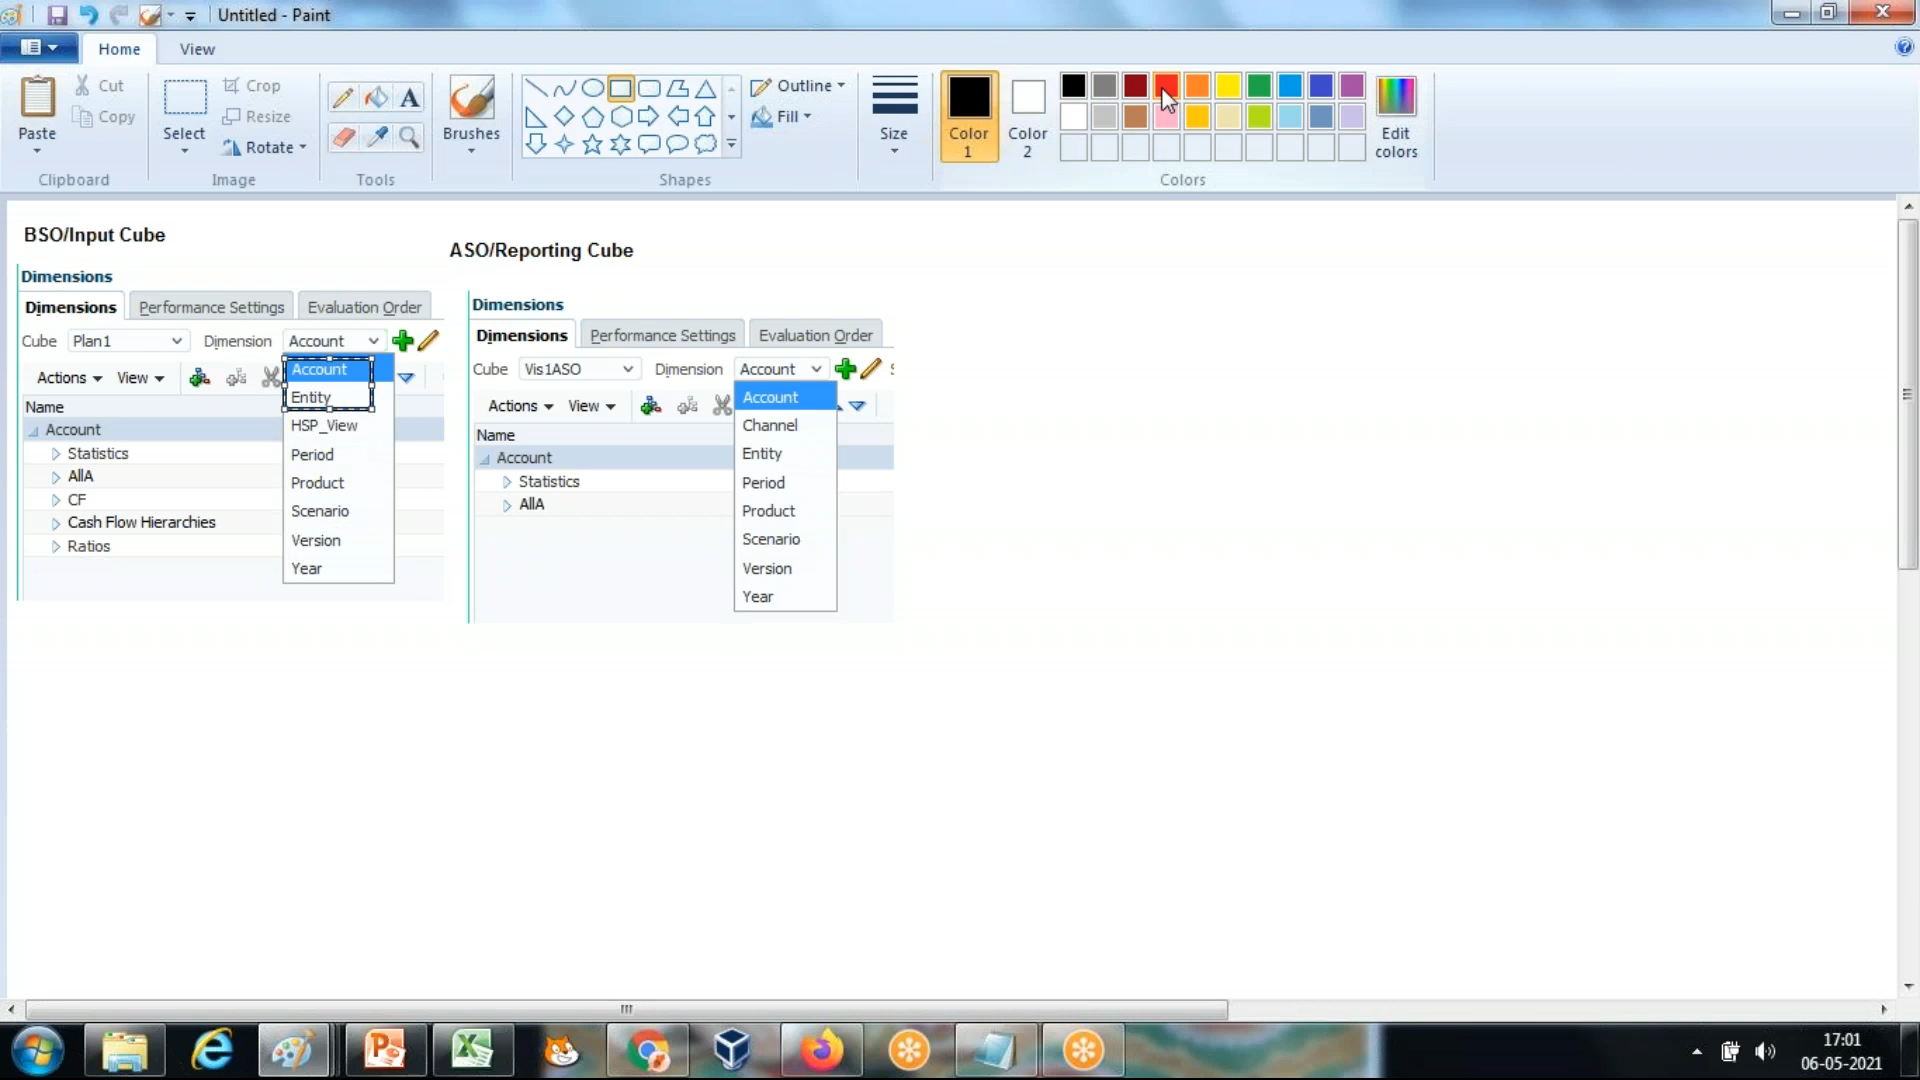 Untitled - Paint
Home
View
Paste
Cut
Copy
Clipboard
Select
Crop
Resize
Rotate
Image
Tools
Brushes
Outline
Fill
Shapes
Size
Color 1
Color 2
Edit colors
Colors
BSO/Input Cube
Dimensions
Dimensions Performance Settings Evaluation Order
Cube Plan1 Dimension Account
Actions View
Name
Account
Statistics
AllA
CF
Cash Flow Hierarchies
Ratios
Account
Entity
HSP_View
Period
Product
Scenario
Version
Year
ASO/Reporting Cube
Dimensions
Dimensions Performance Settings Evaluation Order
Cube Vis1ASO Dimension Account
Actions View
Name
Account
Statistics
AllA
Account
Channel
Entity
Period
Product
Scenario
Version
Year
17:01
06-05-2021